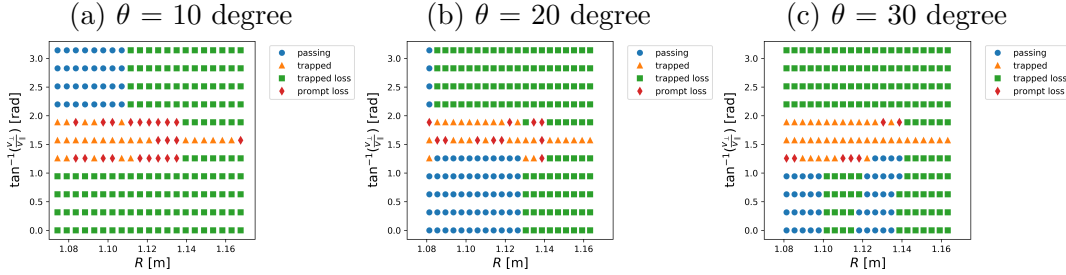 (a) θ = 10 degree
(b) θ = 20 degree
(c) θ = 30 degree
3.0
2.5
2.0
1.5
1.0
0.5
0.0
tan⁻¹(v⊥/v∥) [rad]
1.08 1.10 1.12 1.14 1.16
R [m]
passing
trapped
trapped loss
prompt loss
3.0
2.5
2.0
1.5
1.0
0.5
0.0
tan⁻¹(v⊥/v∥) [rad]
1.08 1.10 1.12 1.14 1.16
R [m]
passing
trapped
trapped loss
prompt loss
3.0
2.5
2.0
1.5
1.0
0.5
0.0
tan⁻¹(v⊥/v∥) [rad]
1.08 1.10 1.12 1.14 1.16
R [m]
passing
trapped
trapped loss
prompt loss